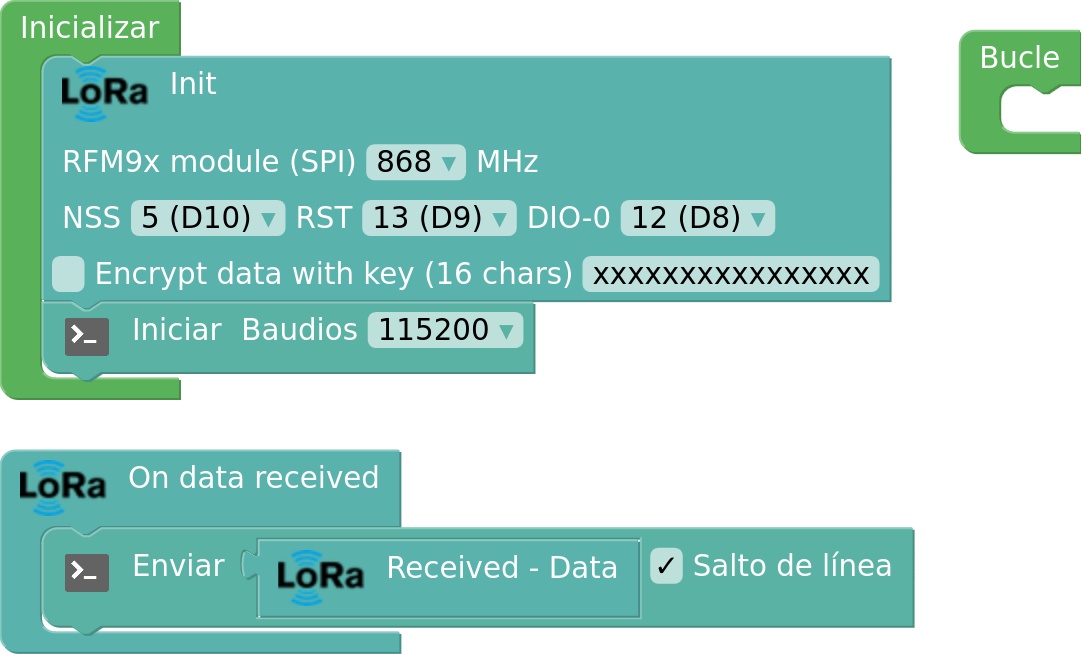 Inicializar
LoRa Init
RFM9x module (SPI) 868 MHz
NSS 5 (D10) RST 13 (D9) DIO-0 12 (D8)
Encrypt data with key (16 chars) xxxxxxxxxxxxxxxx
Iniciar Baudios 115200
Bucle
LoRa On data received
Enviar LoRa Received - Data Salto de línea